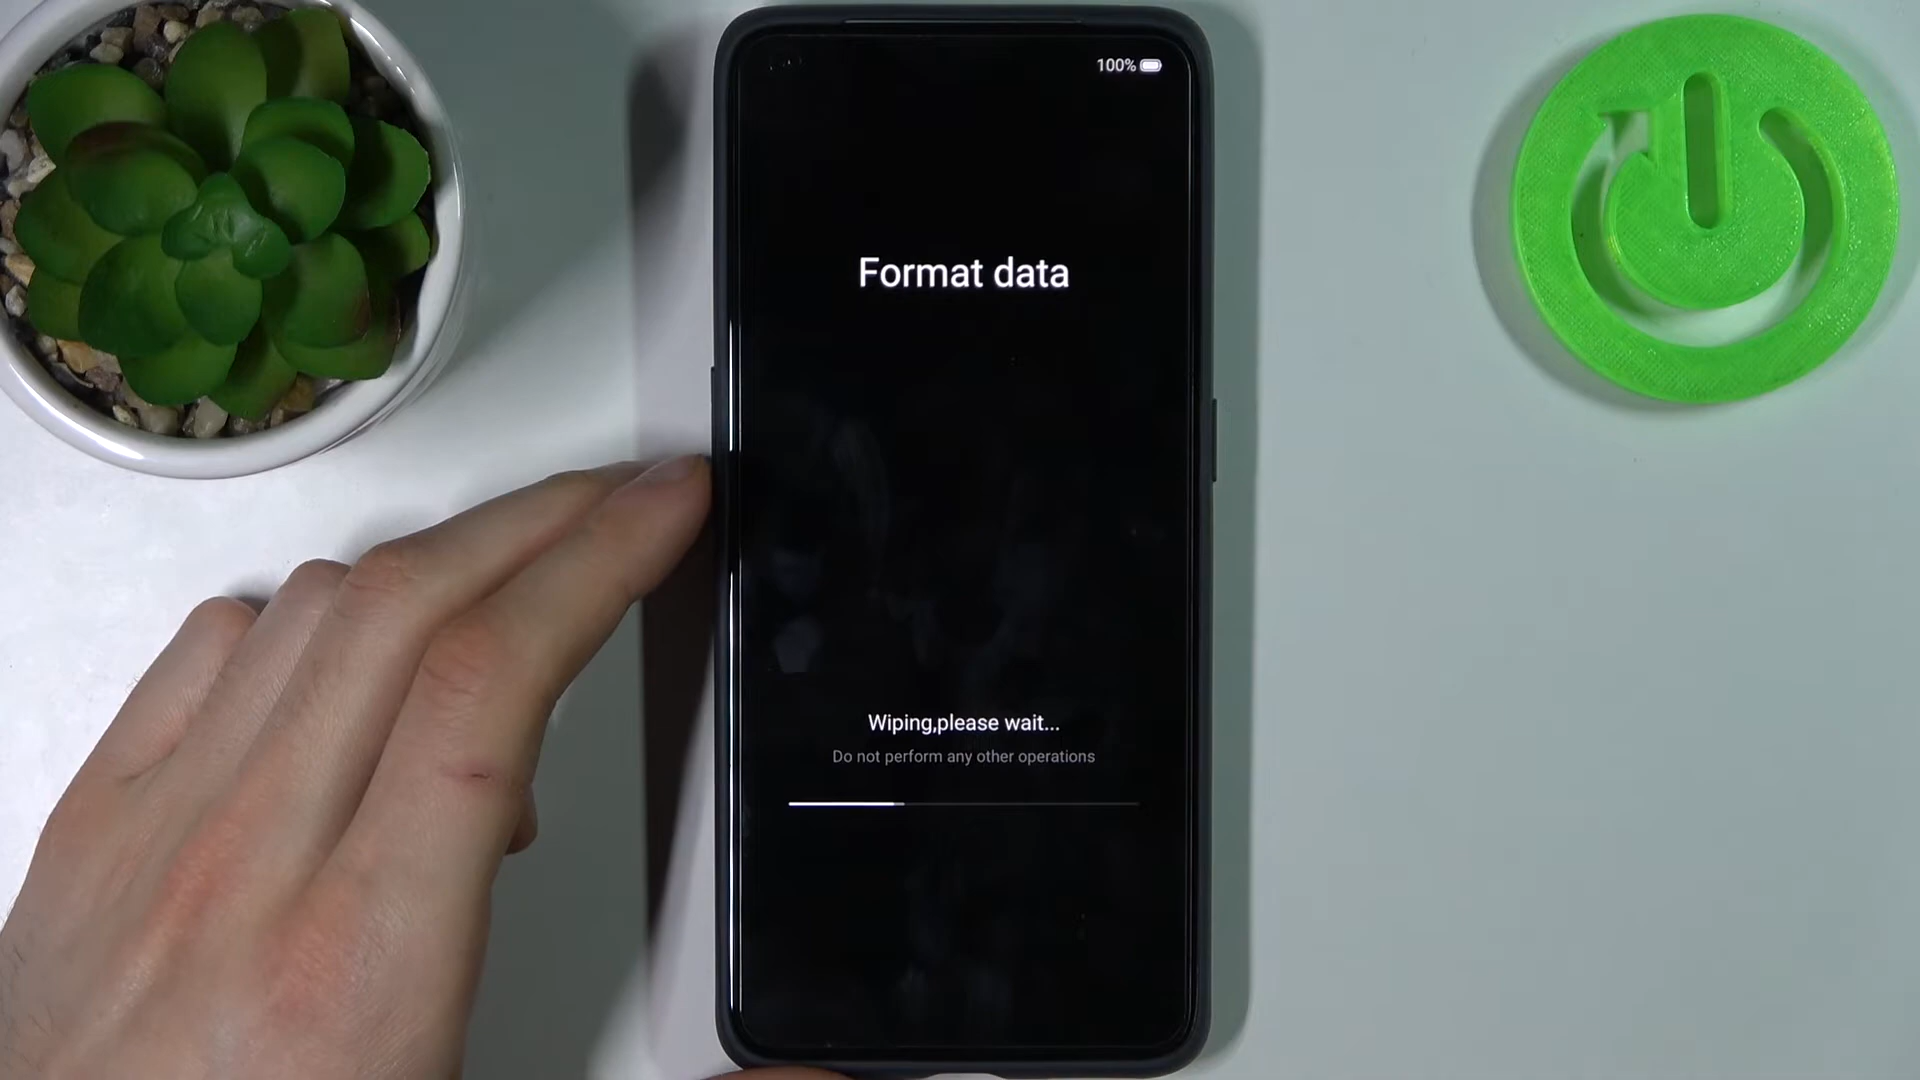 100%
Format data
Wiping,please wait...
Do not perform any other operations